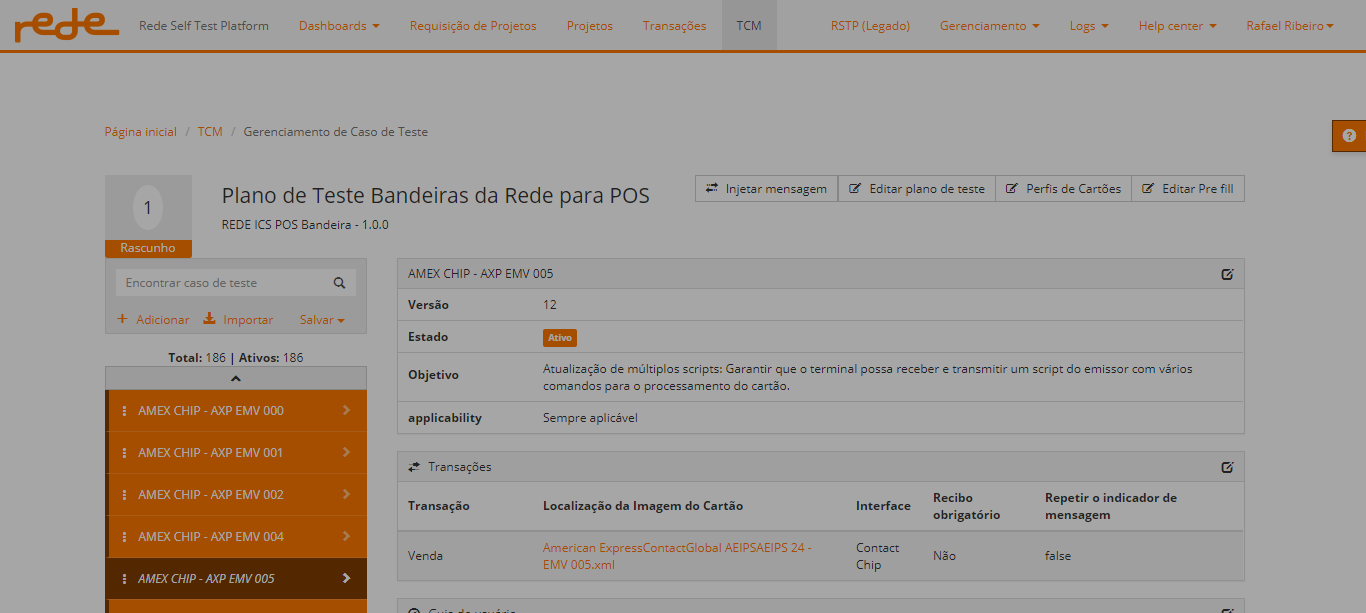 rede Rede Self Test Platform Dashboards Requisição de Projetos Projetos Transações TCM RSTP (Legado) Gerenciamento Logs Help center Rafael Ribeiro
Página inicial / TCM / Gerenciamento de Caso de Teste
?
1
Rascunho
Plano de Teste Bandeiras da Rede para POS
REDE ICS POS Bandeira - 1.0.0
Injetar mensagem Editar plano de teste Perfis de Cartões Editar Pre fill
Encontrar caso de teste
+ Adicionar Importar Salvar
Total: 186 | Ativos: 186
AMEX CHIP - AXP EMV 000
AMEX CHIP - AXP EMV 001
AMEX CHIP - AXP EMV 002
AMEX CHIP - AXP EMV 004
AMEX CHIP - AXP EMV 005
AMEX CHIP - AXP EMV 005
Versão 12
Estado Ativo
Objetivo Atualização de múltiplos scripts: Garantir que o terminal possa receber e transmitir um script do emissor com vários
comandos para o processamento do cartão.
applicability Sempre aplicável
Transações
Transação Localização da Imagem do Cartão Interface Recibo
obrigatório Repetir o indicador de
mensagem
Venda American ExpressContactGlobal AEIPSAEIPS 24 -
EMV 005.xml Contact
Chip Não false
Guia do usuário